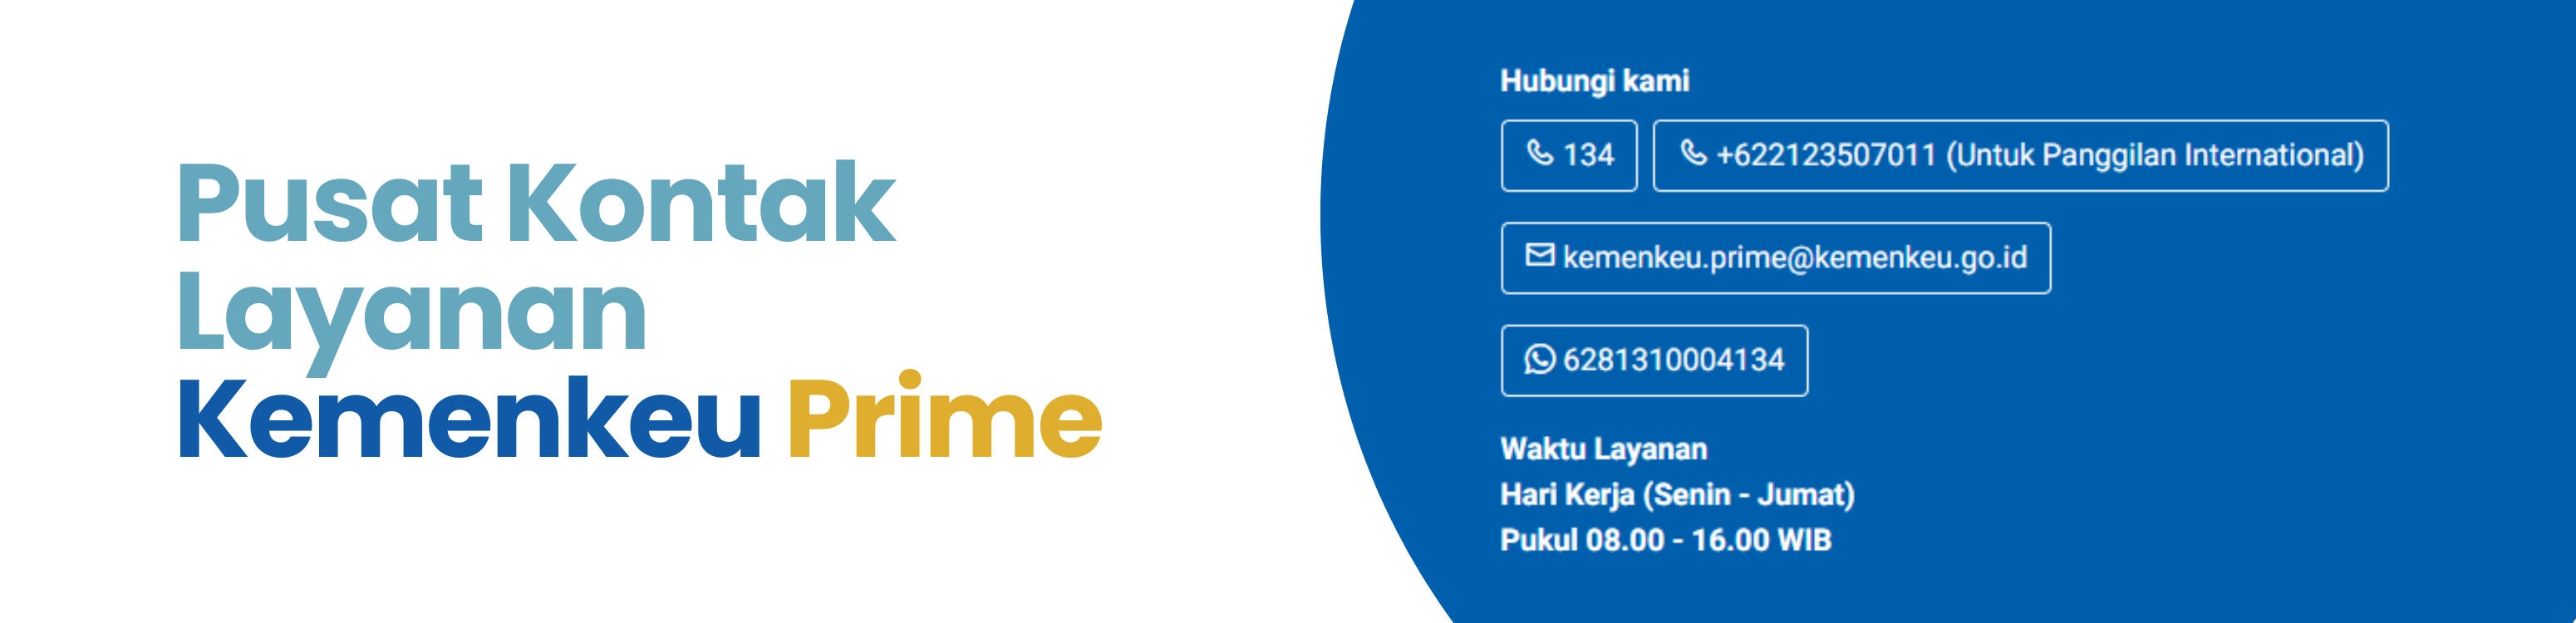 Pusat Kontak
Layanan
Kemenkeu Prime
Hubungi kami
134
+622123507011 (Untuk Panggilan International)
kemenkeu.prime@kemenkeu.go.id
6281310004134
Waktu Layanan
Hari Kerja (Senin - Jumat)
Pukul 08.00 - 16.00 WIB